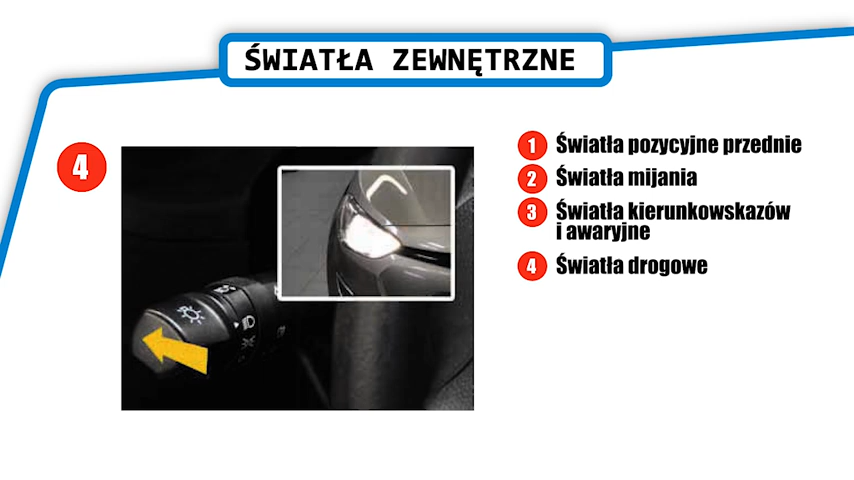 ŚWIATŁA ZEWNĘTRZNE
4
1 Światła pozycyjne przednie
2 Światła mijania
3 Światła kierunkowskazów
i awaryjne
4 Światła drogowe